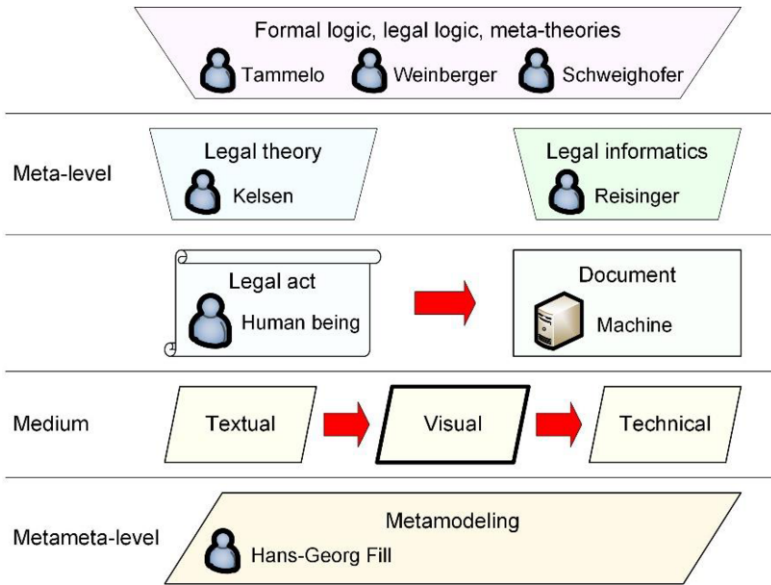 Formal logic, legal logic, meta-theories
Tammelo Weinberger Schweighofer
Legal theory Legal informatics
Meta-level
Kelsen Reisinger
Legal act Document
Human being Machine
Medium Textual Visual Technical
Metamodeling
Metameta-level
Hans-Georg Fill